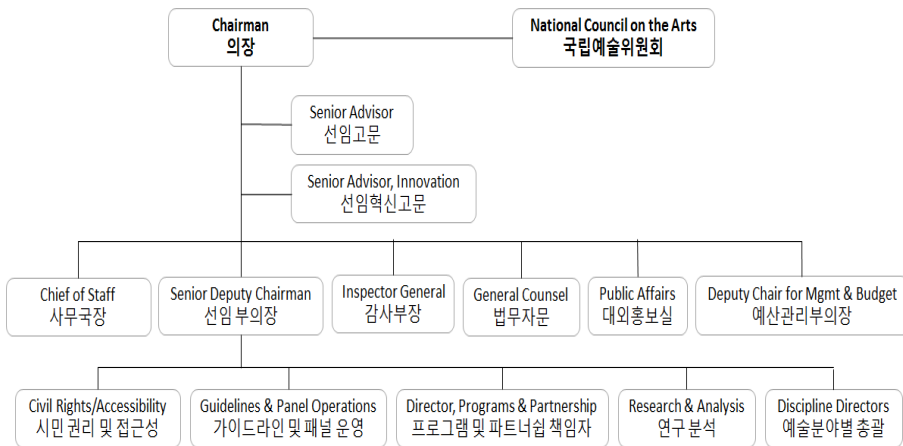 Chairman
의장
National Council on the Arts
국립예술위원회
Senior Advisor
선임고문
Senior Advisor, Innovation
선임혁신고문
Chief of Staff
사무국장
Senior Deputy Chairman
선임 부의장
Inspector General
감사부장
General Counsel
법무자문
Public Affairs
대외홍보실
Deputy Chair for Mgmt & Budget
예산관리부의장
Civil Rights/Accessibility
시민 권리 및 접근성
Guidelines & Panel Operations
가이드라인 및 패널 운영
Director, Programs & Partnership
프로그램 및 파트너쉽 책임자
Research & Analysis
연구 분석
Discipline Directors
예술분야별 총괄